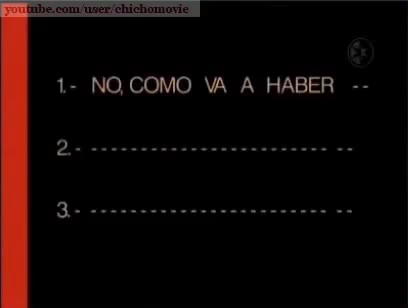 youtube.com/user/chichomovie
1.- NO, COMO VA A HABER --
2.- ----------------------- --
3.- ----------------------- --